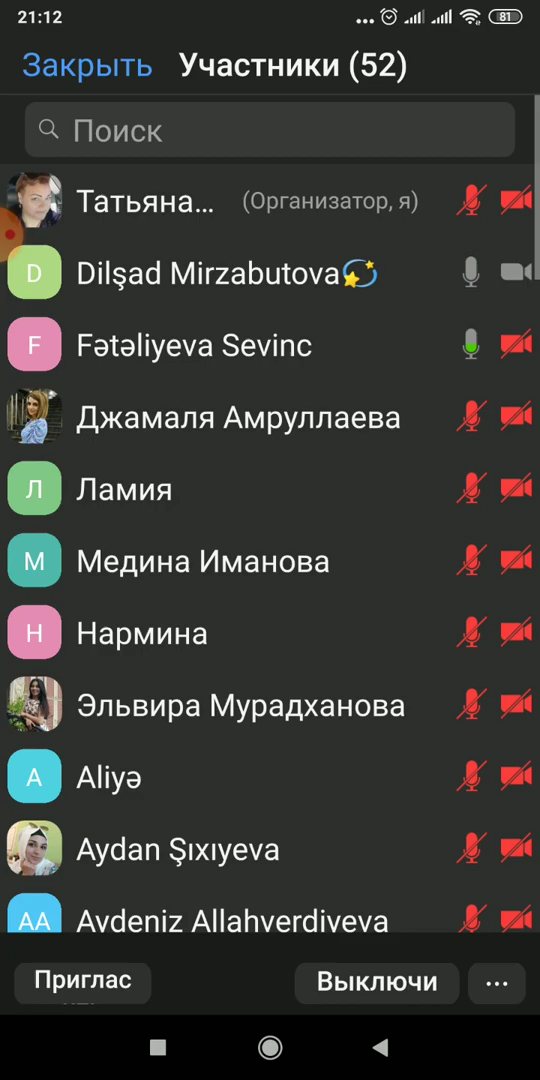 21:12 ... 81
Закрыть Участники (52)
Поиск
Татьяна... (Организатор, я)
D Dilşad Mirzabutova💫
F Fətəliyeva Sevinc
Джамаля Амруллаева
Л Ламия
М Медина Иманова
Н Нармина
Эльвира Мурадханова
A Aliyə
Aydan Şıxıyeva
AA Aydeniz Allahverdiyeva
Приглас Выключи ...